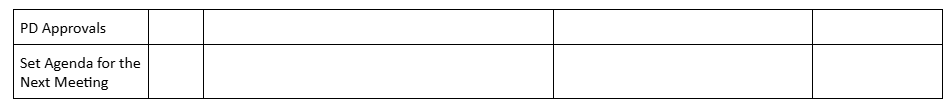 PD Approvals
Set Agenda for the
Next Meeting